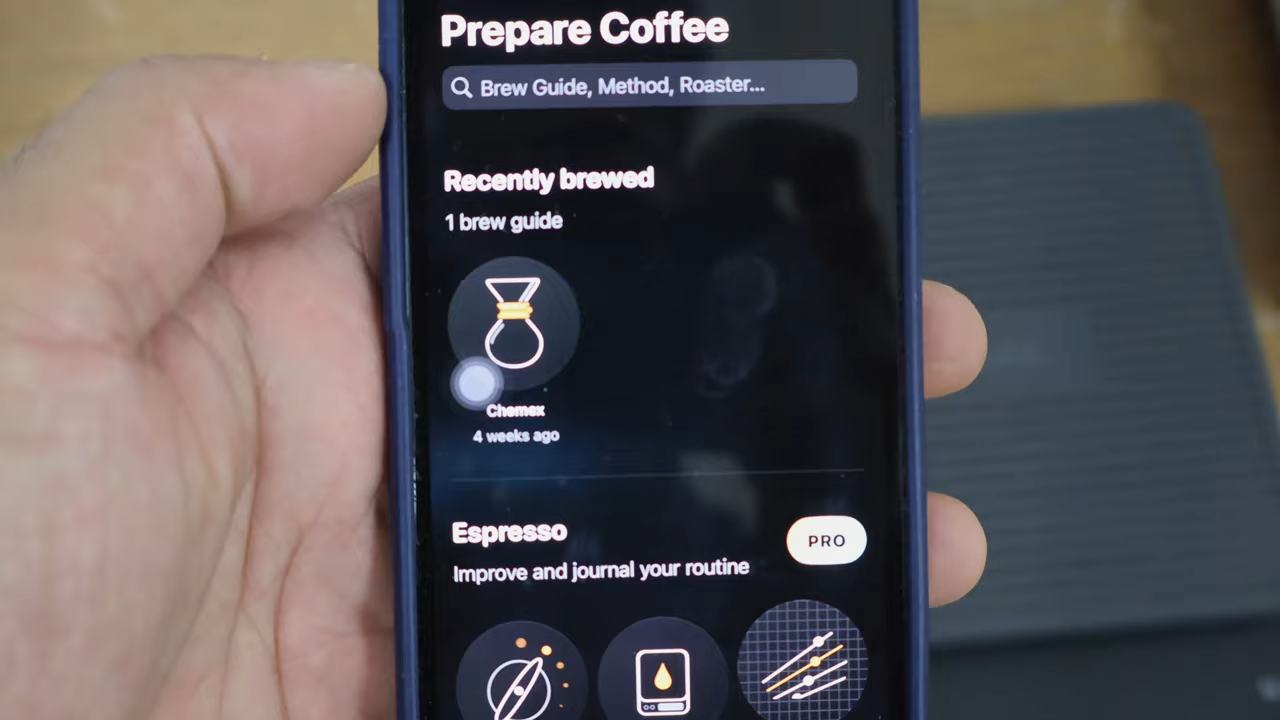 Prepare Coffee
Brew Guide, Method, Roaster...
Recently brewed
1 brew guide
Chemex
4 weeks ago
Espresso
PRO
Improve and journal your routine